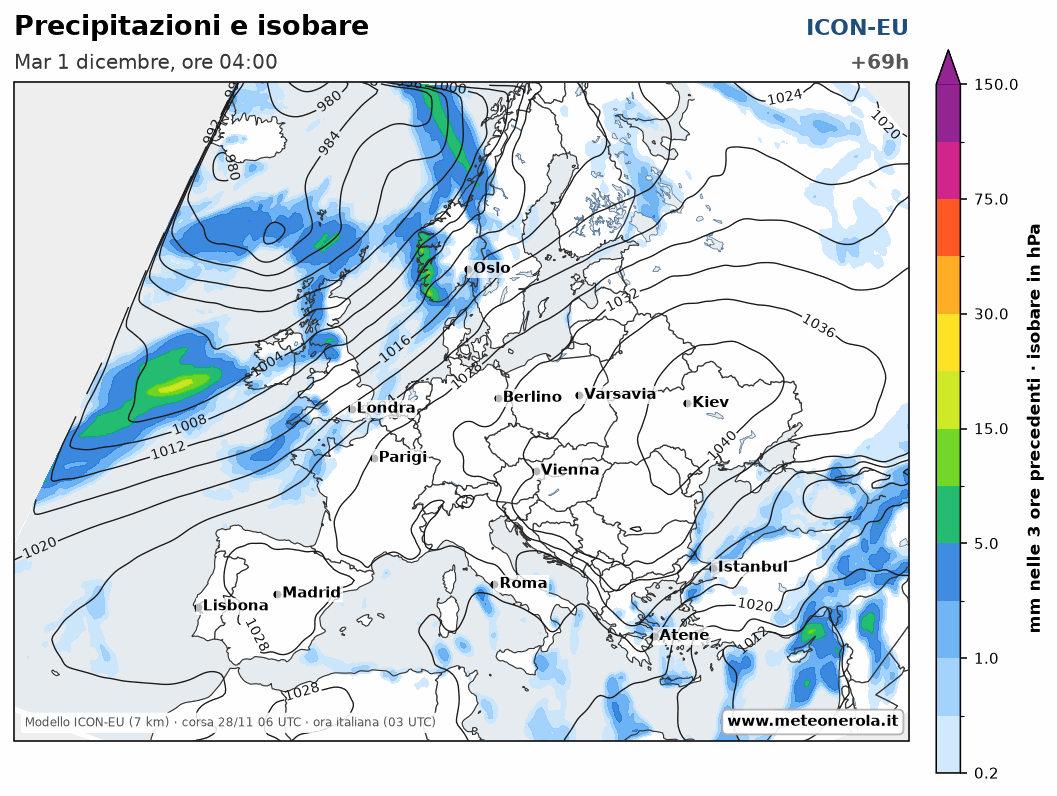 Precipitazioni e isobare
ICON-EU
Mar 1 dicembre, ore 04:00
+69h
980
1000
1024
1020
992
984
980
1032
1036
1016
1004
1028
1008
1012
1040
1020
1020
1012
1028
1028
Oslo
Berlino
Varsavia
Kiev
Londra
Parigi
Vienna
Istanbul
Roma
Madrid
Lisbona
Atene
150.0
75.0
30.0
15.0
5.0
1.0
0.2
mm nelle 3 ore precedenti · isobare in hPa
Modello ICON-EU (7 km) · corsa 28/11 06 UTC · ora italiana (03 UTC)
www.meteonerola.it